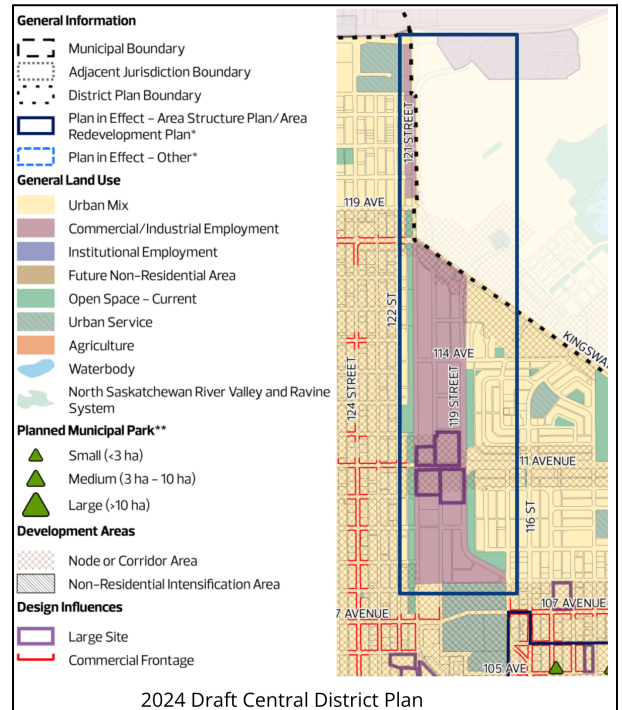 General Information
Municipal Boundary
Adjacent Jurisdiction Boundary
District Plan Boundary
Plan in Effect – Area Structure Plan/Area
Redevelopment Plan*
Plan in Effect – Other*
General Land Use
Urban Mix
Commercial/Industrial Employment
Institutional Employment
Future Non-Residential Area
Open Space – Current
Urban Service
Agriculture
Waterbody
North Saskatchewan River Valley and Ravine
System
Planned Municipal Park**
Small (<3 ha)
Medium (3 ha – 10 ha)
Large (>10 ha)
Development Areas
Node or Corridor Area
Non-Residential Intensification Area
Design Influences
Large Site
Commercial Frontage
121 STREET
119 AVE
122 ST
KINGSWA
114 AVE
124 STREET
119 STREET
11 AVENUE
116 ST
107 AVENUE
7 AVENUE
105 AVE
2024 Draft Central District Plan